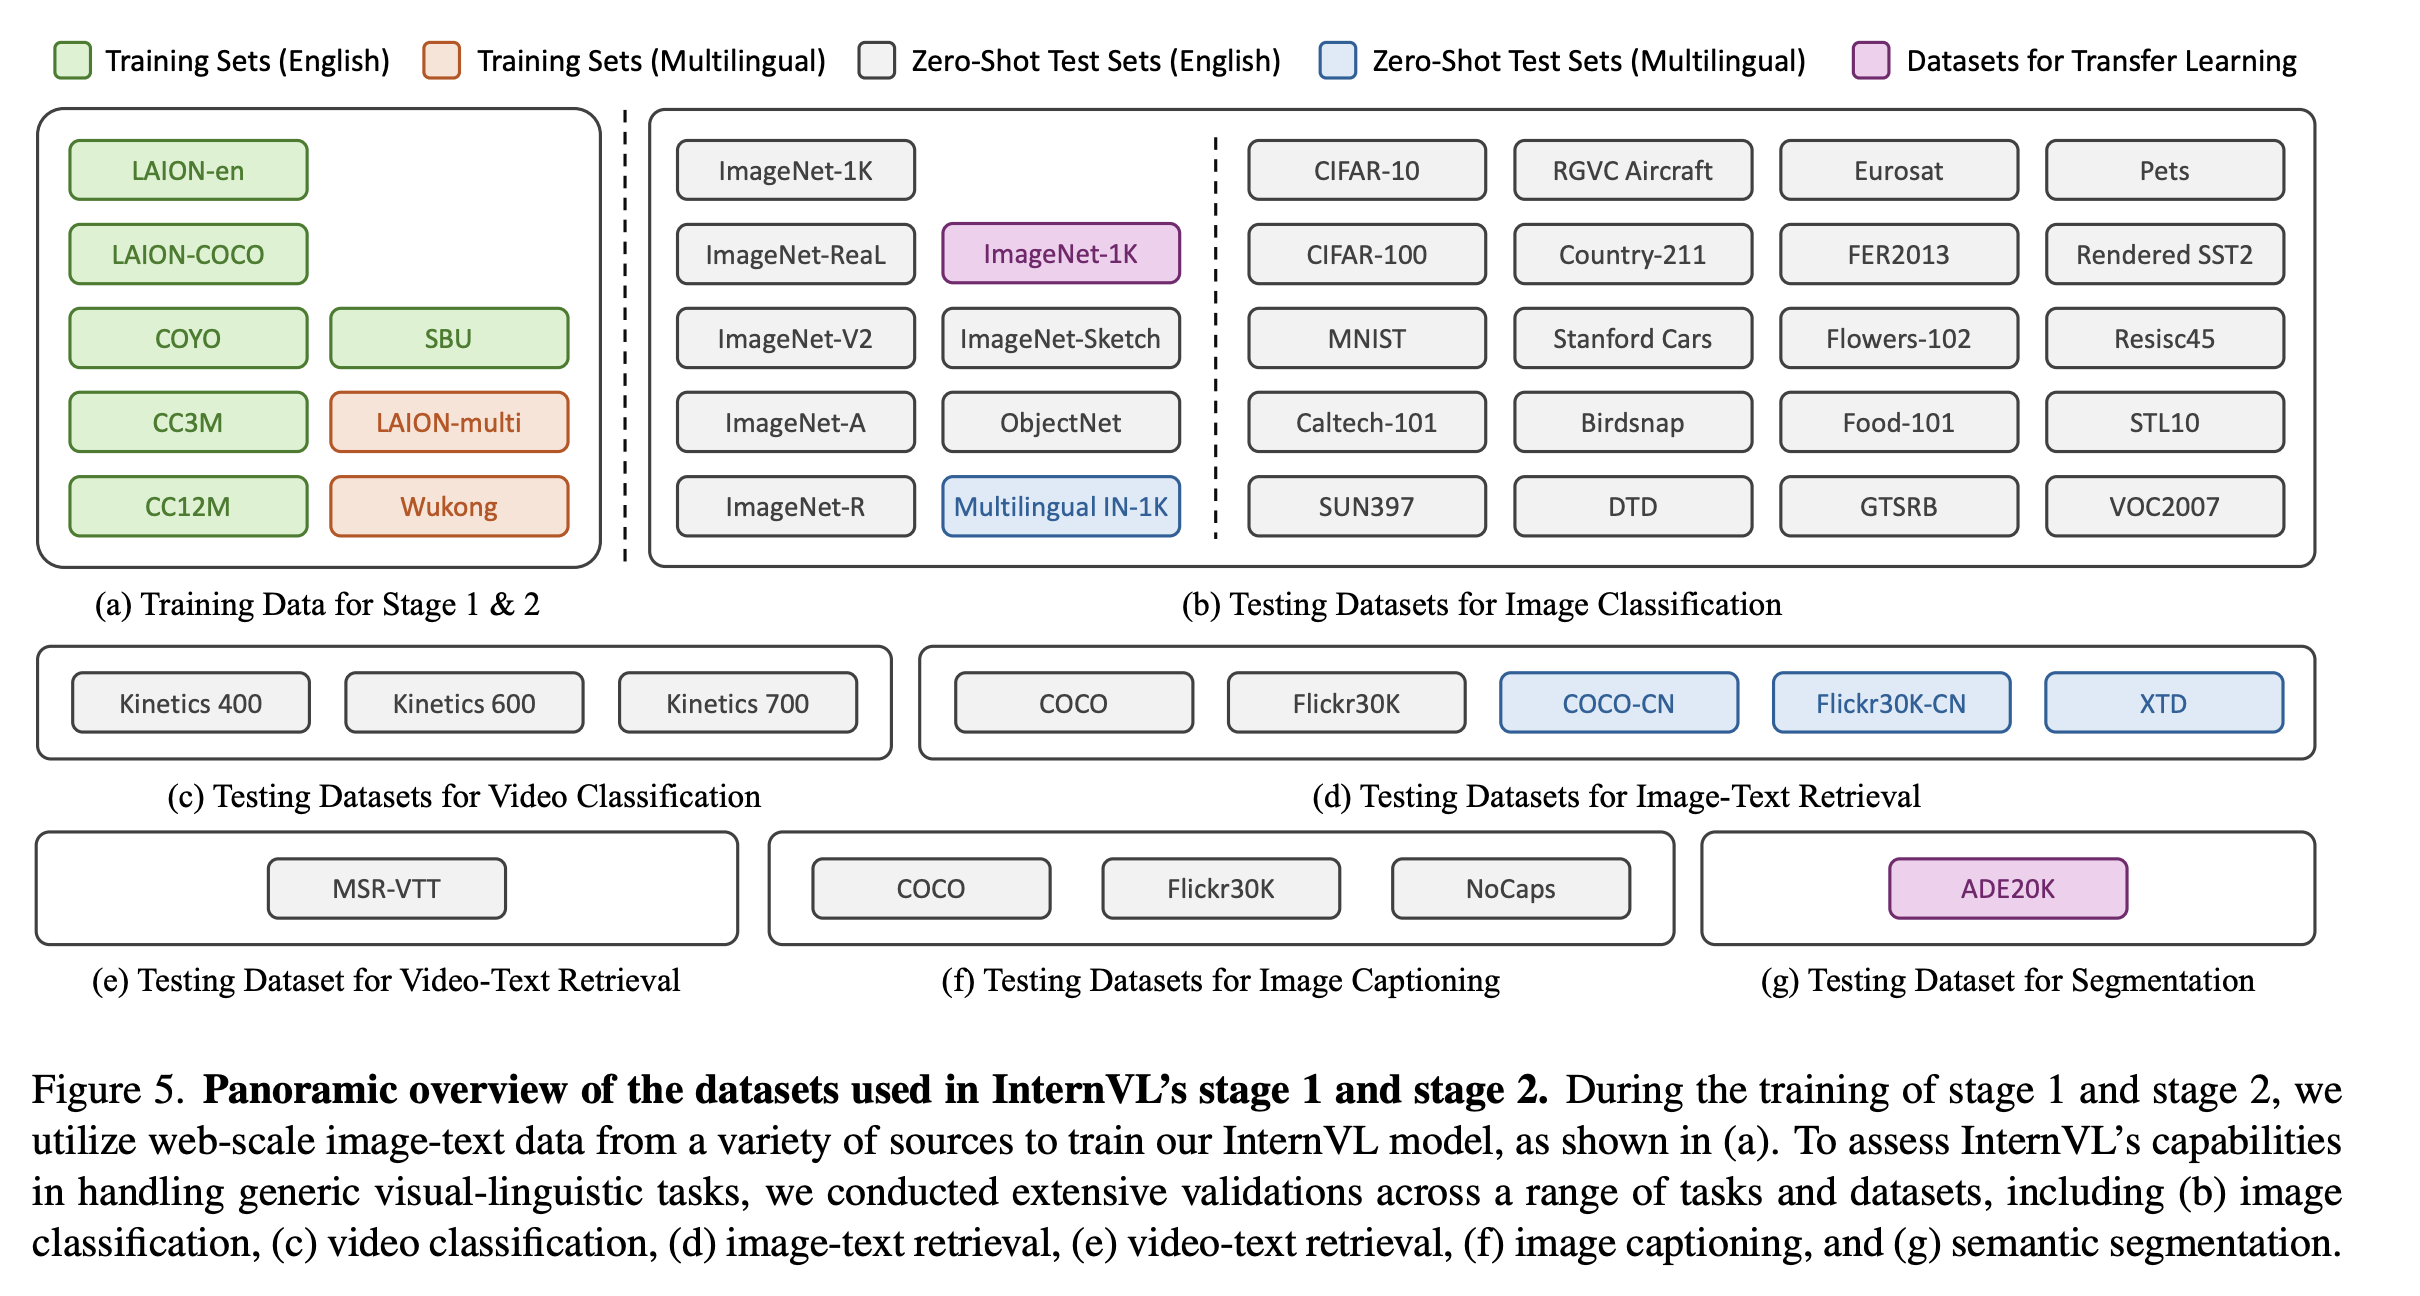 Training Sets (English)
Training Sets (Multilingual)
Zero-Shot Test Sets (English)
Zero-Shot Test Sets (Multilingual)
Datasets for Transfer Learning
LAION-en
LAION-COCO
COYO
SBU
CC3M
LAION-multi
CC12M
Wukong
(a) Training Data for Stage 1 & 2
ImageNet-1K
ImageNet-ReaL
ImageNet-1K
ImageNet-V2
ImageNet-Sketch
ImageNet-A
ObjectNet
ImageNet-R
Multilingual IN-1K
CIFAR-10
RGVC Aircraft
Eurosat
Pets
CIFAR-100
Country-211
FER2013
Rendered SST2
MNIST
Stanford Cars
Flowers-102
Resisc45
Caltech-101
Birdsnap
Food-101
STL10
SUN397
DTD
GTSRB
VOC2007
(b) Testing Datasets for Image Classification
Kinetics 400
Kinetics 600
Kinetics 700
(c) Testing Datasets for Video Classification
COCO
Flickr30K
COCO-CN
Flickr30K-CN
XTD
(d) Testing Datasets for Image-Text Retrieval
MSR-VTT
(e) Testing Dataset for Video-Text Retrieval
COCO
Flickr30K
NoCaps
(f) Testing Datasets for Image Captioning
ADE20K
(g) Testing Dataset for Segmentation
Figure 5. Panoramic overview of the datasets used in InternVL’s stage 1 and stage 2. During the training of stage 1 and stage 2, we
utilize web-scale image-text data from a variety of sources to train our InternVL model, as shown in (a). To assess InternVL’s capabilities
in handling generic visual-linguistic tasks, we conducted extensive validations across a range of tasks and datasets, including (b) image
classification, (c) video classification, (d) image-text retrieval, (e) video-text retrieval, (f) image captioning, and (g) semantic segmentation.